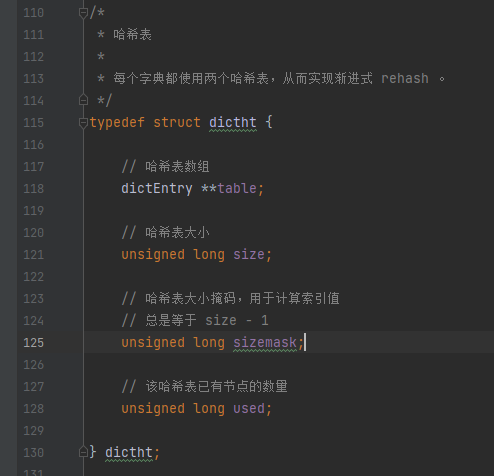 110 /*
111  * 哈希表
112  *
113  * 每个字典都使用两个哈希表，从而实现渐进式 rehash 。
114  */
115 typedef struct dictht {
116
117     // 哈希表数组
118     dictEntry **table;
119
120     // 哈希表大小
121     unsigned long size;
122
123     // 哈希表大小掩码，用于计算索引值
124     // 总是等于 size - 1
125     unsigned long sizemask;
126
127     // 该哈希表已有节点的数量
128     unsigned long used;
129
130 } dictht;
131